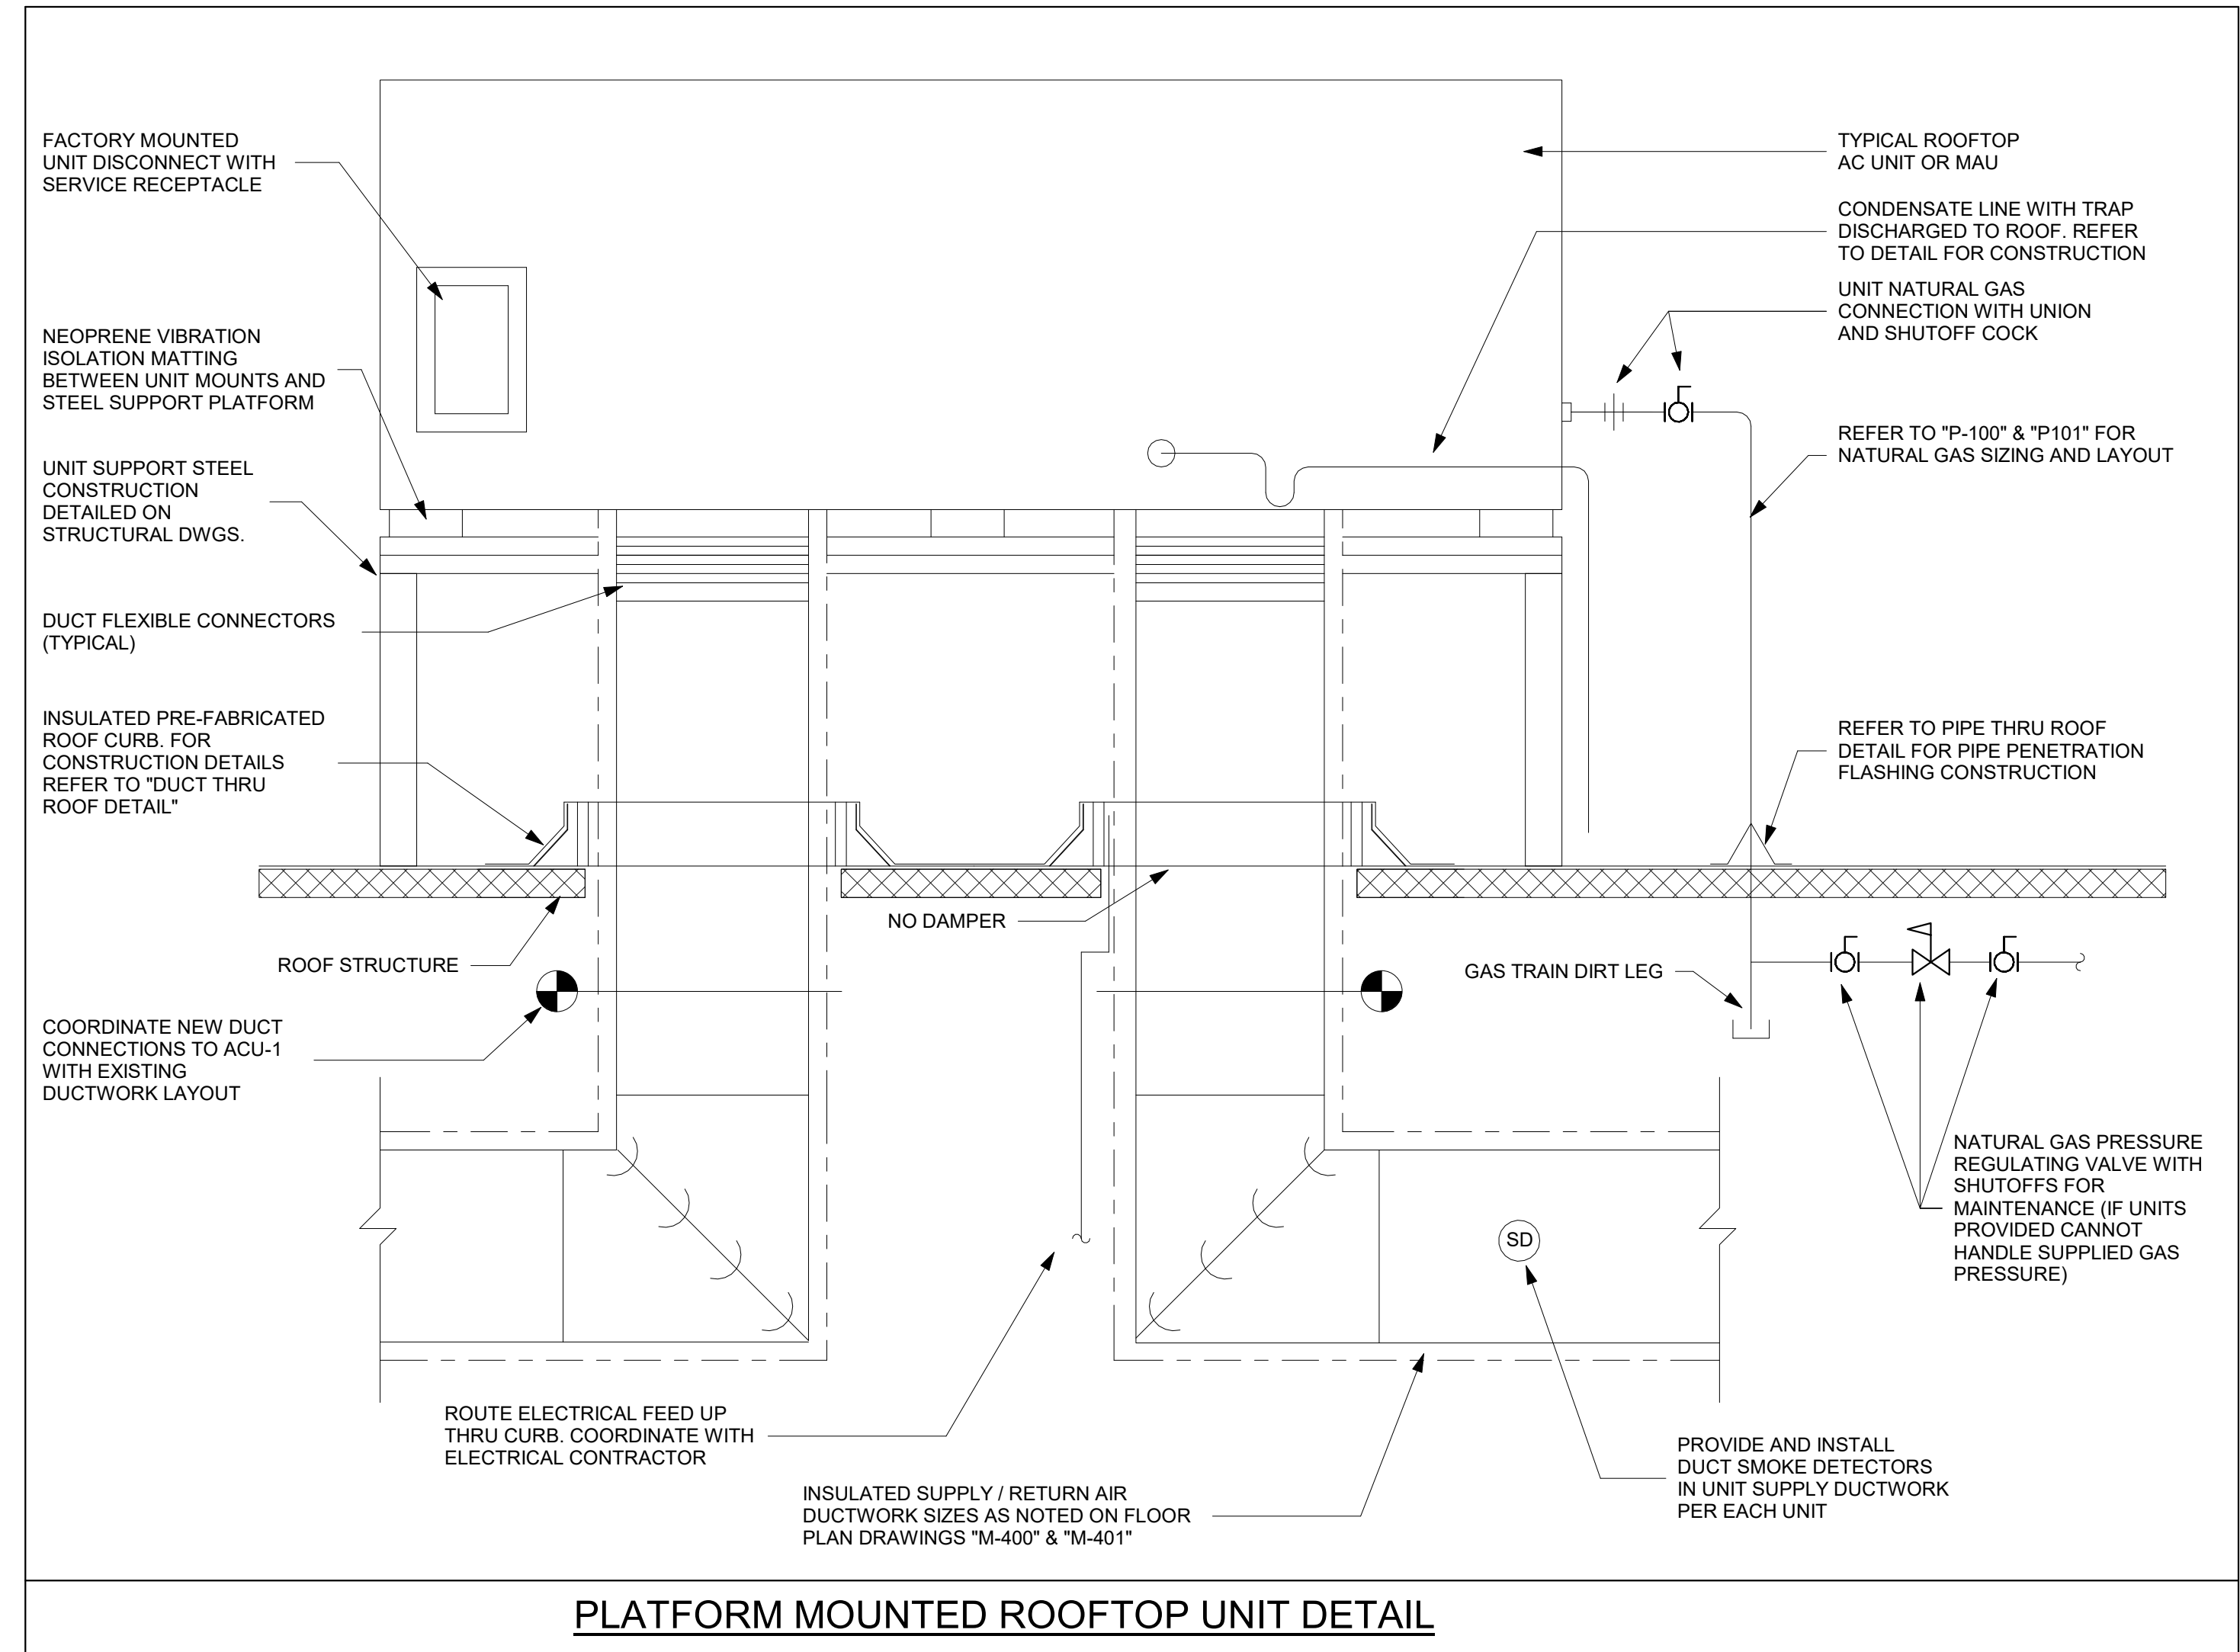 FACTORY MOUNTED
UNIT DISCONNECT WITH
SERVICE RECEPTACLE
NEOPRENE VIBRATION
ISOLATION MATTING
BETWEEN UNIT MOUNTS AND
STEEL SUPPORT PLATFORM
UNIT SUPPORT STEEL
CONSTRUCTION
DETAILED ON
STRUCTURAL DWGS.
DUCT FLEXIBLE CONNECTORS
(TYPICAL)
INSULATED PRE-FABRICATED
ROOF CURB. FOR
CONSTRUCTION DETAILS
REFER TO "DUCT THRU
ROOF DETAIL"
ROOF STRUCTURE
COORDINATE NEW DUCT
CONNECTIONS TO ACU-1
WITH EXISTING
DUCTWORK LAYOUT
NO DAMPER
ROUTE ELECTRICAL FEED UP
THRU CURB. COORDINATE WITH
ELECTRICAL CONTRACTOR
INSULATED SUPPLY / RETURN AIR
DUCTWORK SIZES AS NOTED ON FLOOR
PLAN DRAWINGS "M-400" & "M-401"
TYPICAL ROOFTOP
AC UNIT OR MAU
CONDENSATE LINE WITH TRAP
DISCHARGED TO ROOF. REFER
TO DETAIL FOR CONSTRUCTION
UNIT NATURAL GAS
CONNECTION WITH UNION
AND SHUTOFF COCK
REFER TO "P-100" & "P101" FOR
NATURAL GAS SIZING AND LAYOUT
REFER TO PIPE THRU ROOF
DETAIL FOR PIPE PENETRATION
FLASHING CONSTRUCTION
GAS TRAIN DIRT LEG
NATURAL GAS PRESSURE
REGULATING VALVE WITH
SHUTOFFS FOR
MAINTENANCE (IF UNITS
PROVIDED CANNOT
HANDLE SUPPLIED GAS
PRESSURE)
SD
PROVIDE AND INSTALL
DUCT SMOKE DETECTORS
IN UNIT SUPPLY DUCTWORK
PER EACH UNIT
PLATFORM MOUNTED ROOFTOP UNIT DETAIL